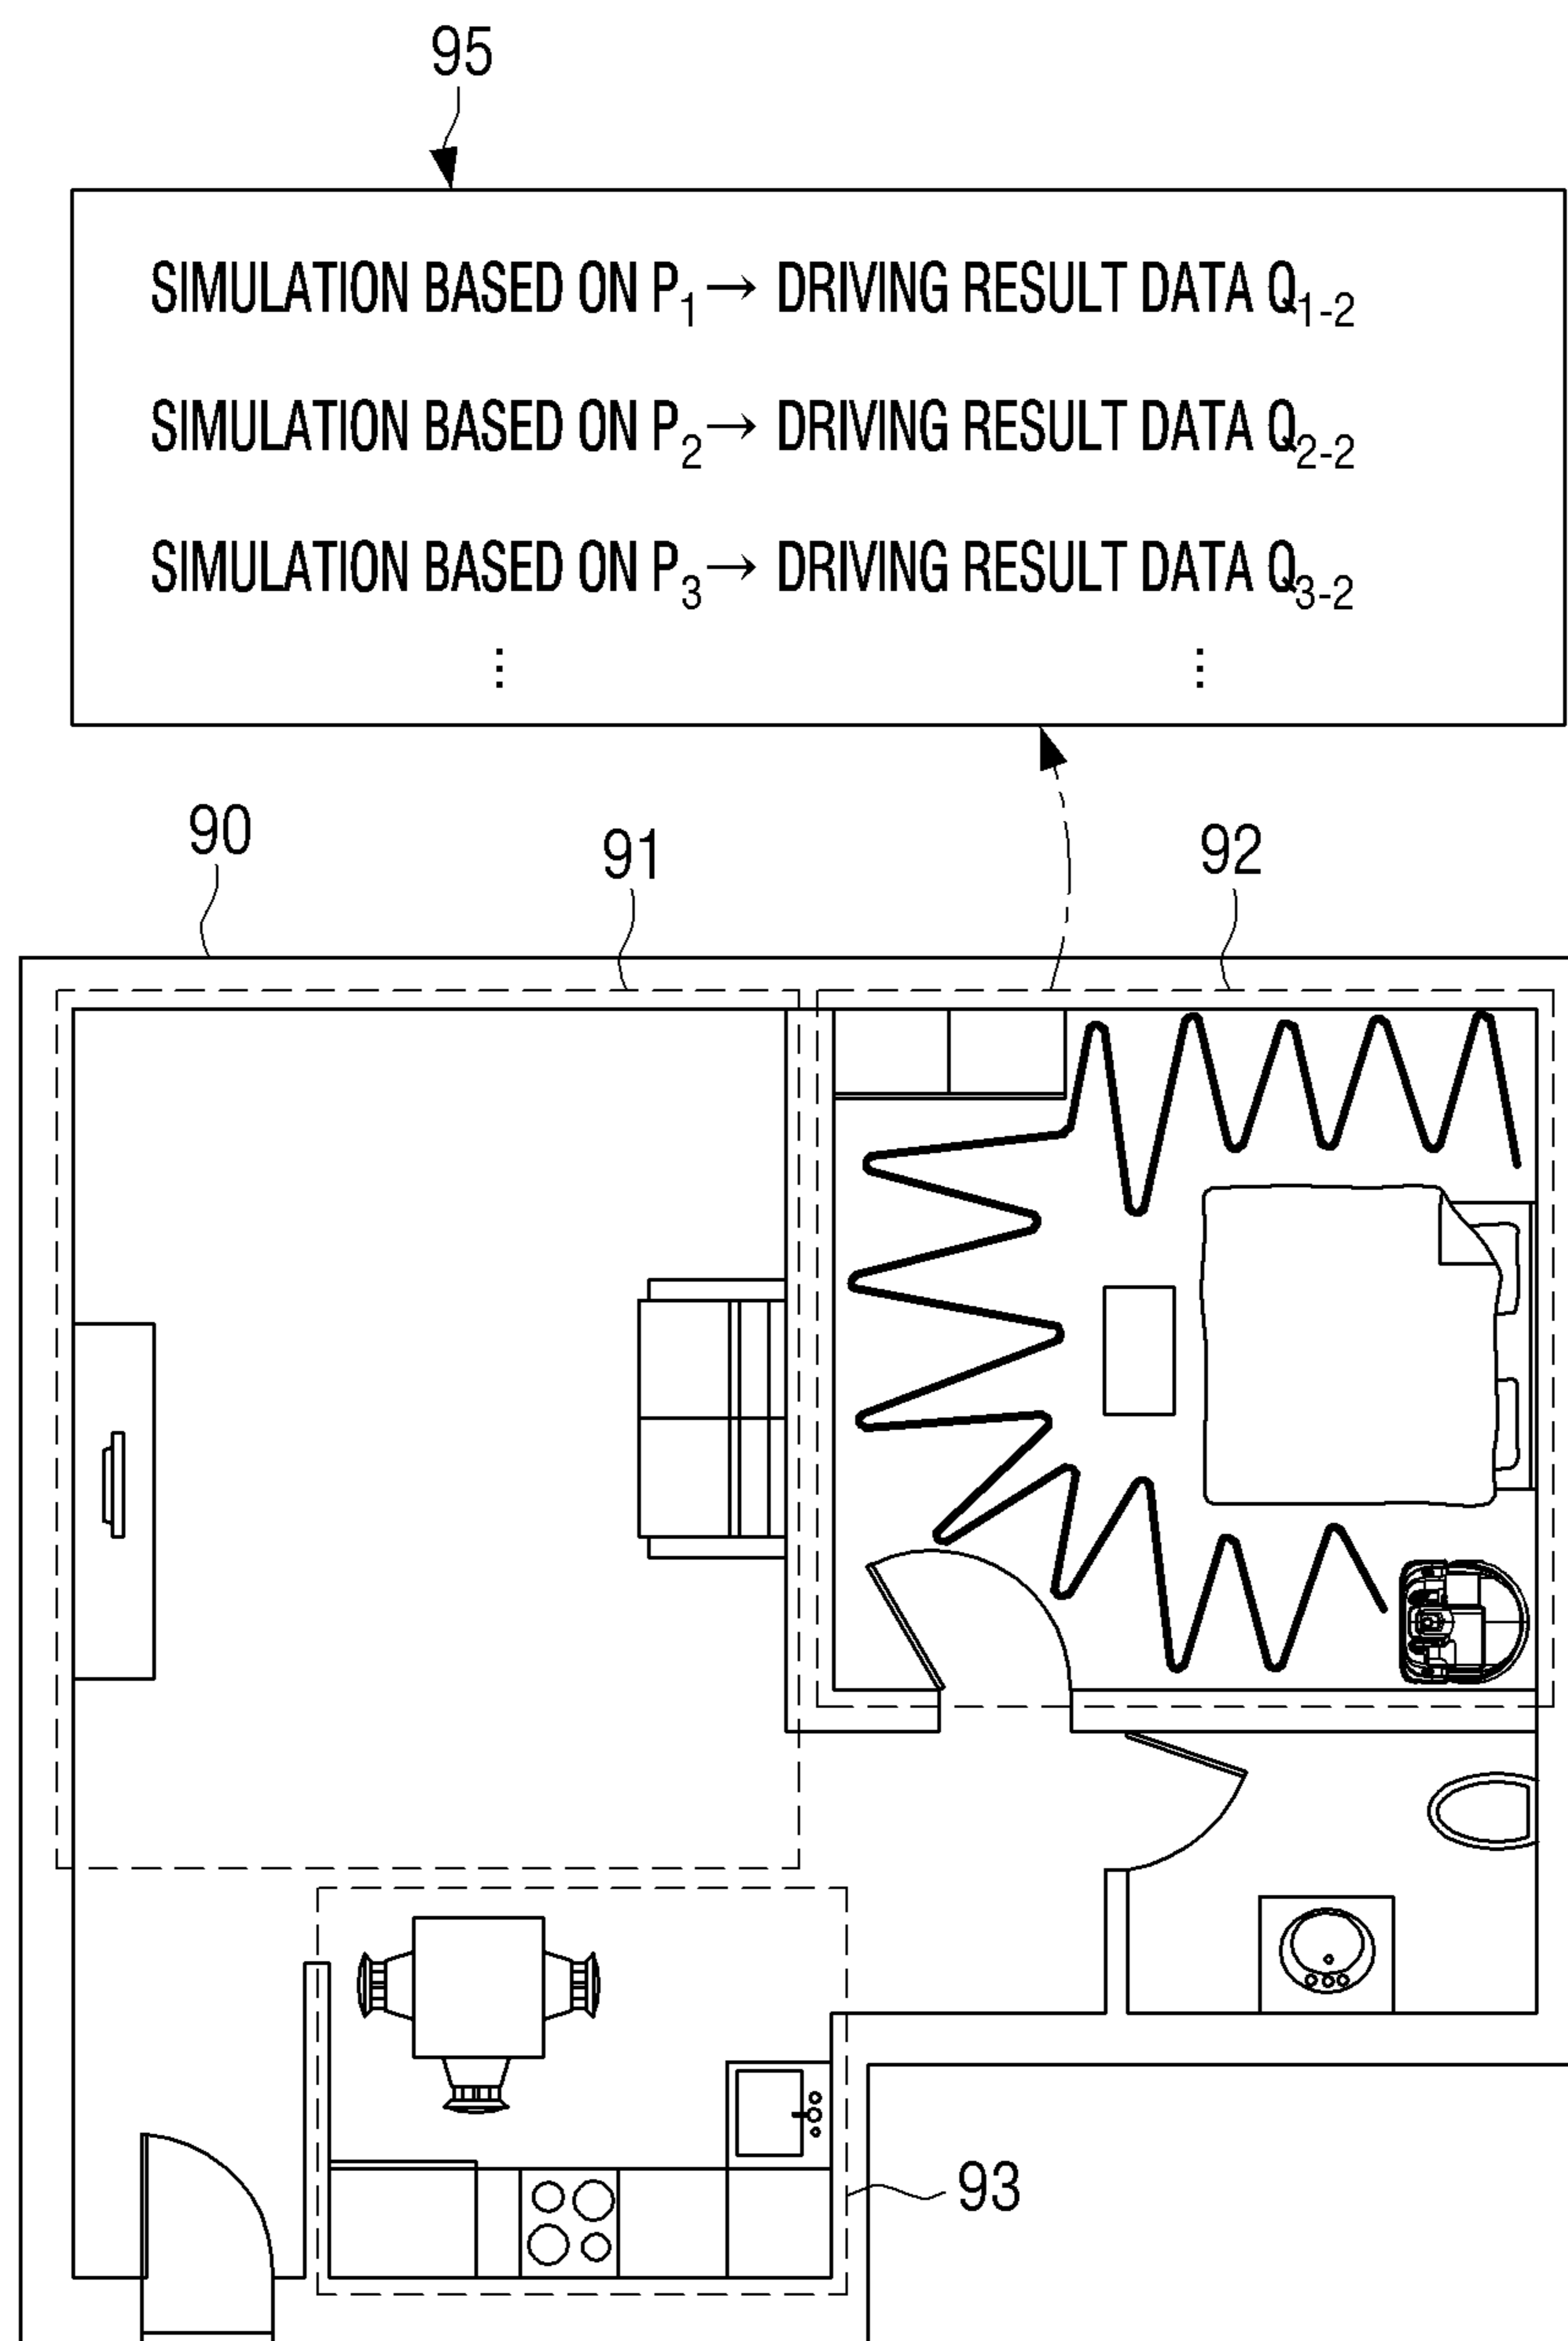 95
SIMULATION BASED ON P₁ → DRIVING RESULT DATA Q₁₋₂
SIMULATION BASED ON P₂ → DRIVING RESULT DATA Q₂₋₂
SIMULATION BASED ON P₃ → DRIVING RESULT DATA Q₃₋₂
⋮ ⋮
90
91
92
93